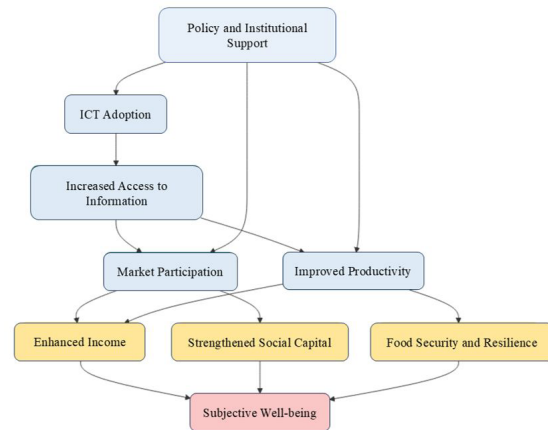 Policy and Institutional
Support
ICT Adoption
Increased Access to
Information
Market Participation
Improved Productivity
Enhanced Income
Strengthened Social Capital
Food Security and Resilience
Subjective Well-being